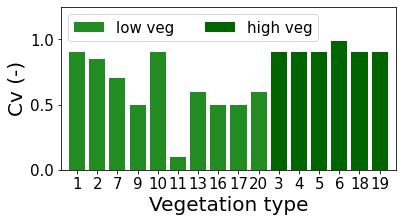 low veg high veg
1.0
0.5
0.0
Cv (-)
1 2 7 9 10 11 13 16 17 20 3 4 5 6 18 19
Vegetation type